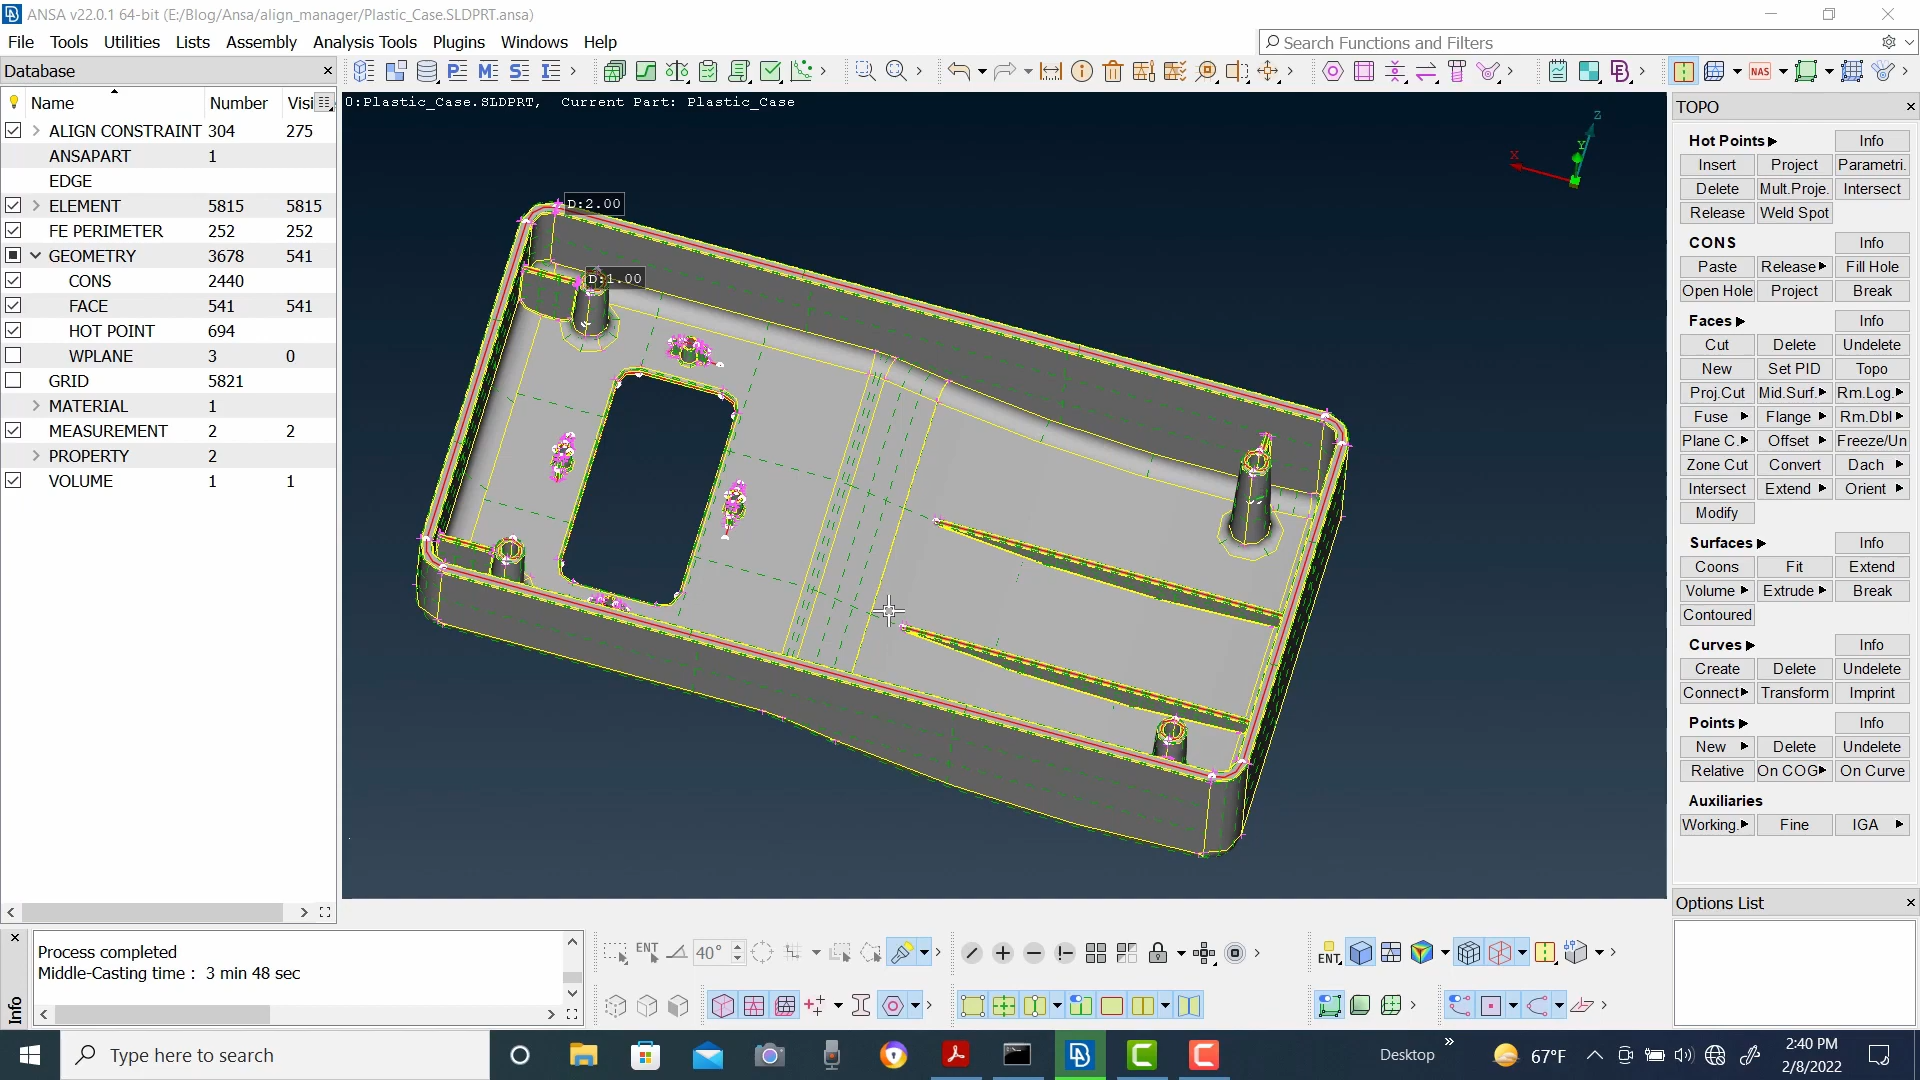 ANSA v22.0.1 64-bit (E:/Blog/Ansa/align_manager/Plastic_Case.SLDPRT.ansa)
File Tools Utilities Lists Assembly Analysis Tools Plugins Windows Help
Search Functions and Filters
Database
Name Number Visi
ALIGN CONSTRAINT 304 275
ANSAPART 1
EDGE
ELEMENT 5815 5815
FE PERIMETER 252 252
GEOMETRY 3678 541
CONS 2440
FACE 541 541
HOT POINT 694
WPLANE 3 0
GRID 5821
MATERIAL 1
MEASUREMENT 2 2
PROPERTY 2
VOLUME 1 1
NAS
0:Plastic_Case.SLDPRT, Current Part: Plastic_Case
D:2.00
D:1.00
Z
Y
X
TOPO
Hot Points Info
Insert Project Parametri.
Delete Mult.Proje. Intersect
Release Weld Spot
CONS Info
Paste Release Fill Hole
Open Hole Project Break
Faces Info
Cut Delete Undelete
New Set PID Topo
Proj.Cut Mid.Surf. Rm.Log.
Fuse Flange Rm.Dbl
Plane C. Offset Freeze/Un
Zone Cut Convert Dach
Intersect Extend Orient
Modify
Surfaces Info
Coons Fit Extend
Volume Extrude Break
Contoured
Curves Info
Create Delete Undelete
Connect Transform Imprint
Points Info
New Delete Undelete
Relative On COG On Curve
Auxiliaries
Working. Fine IGA
Options List
Info
Process completed
Middle-Casting time : 3 min 48 sec
ENT
40°
ENT
Type here to search
Desktop
67°F
2:40 PM
2/8/2022